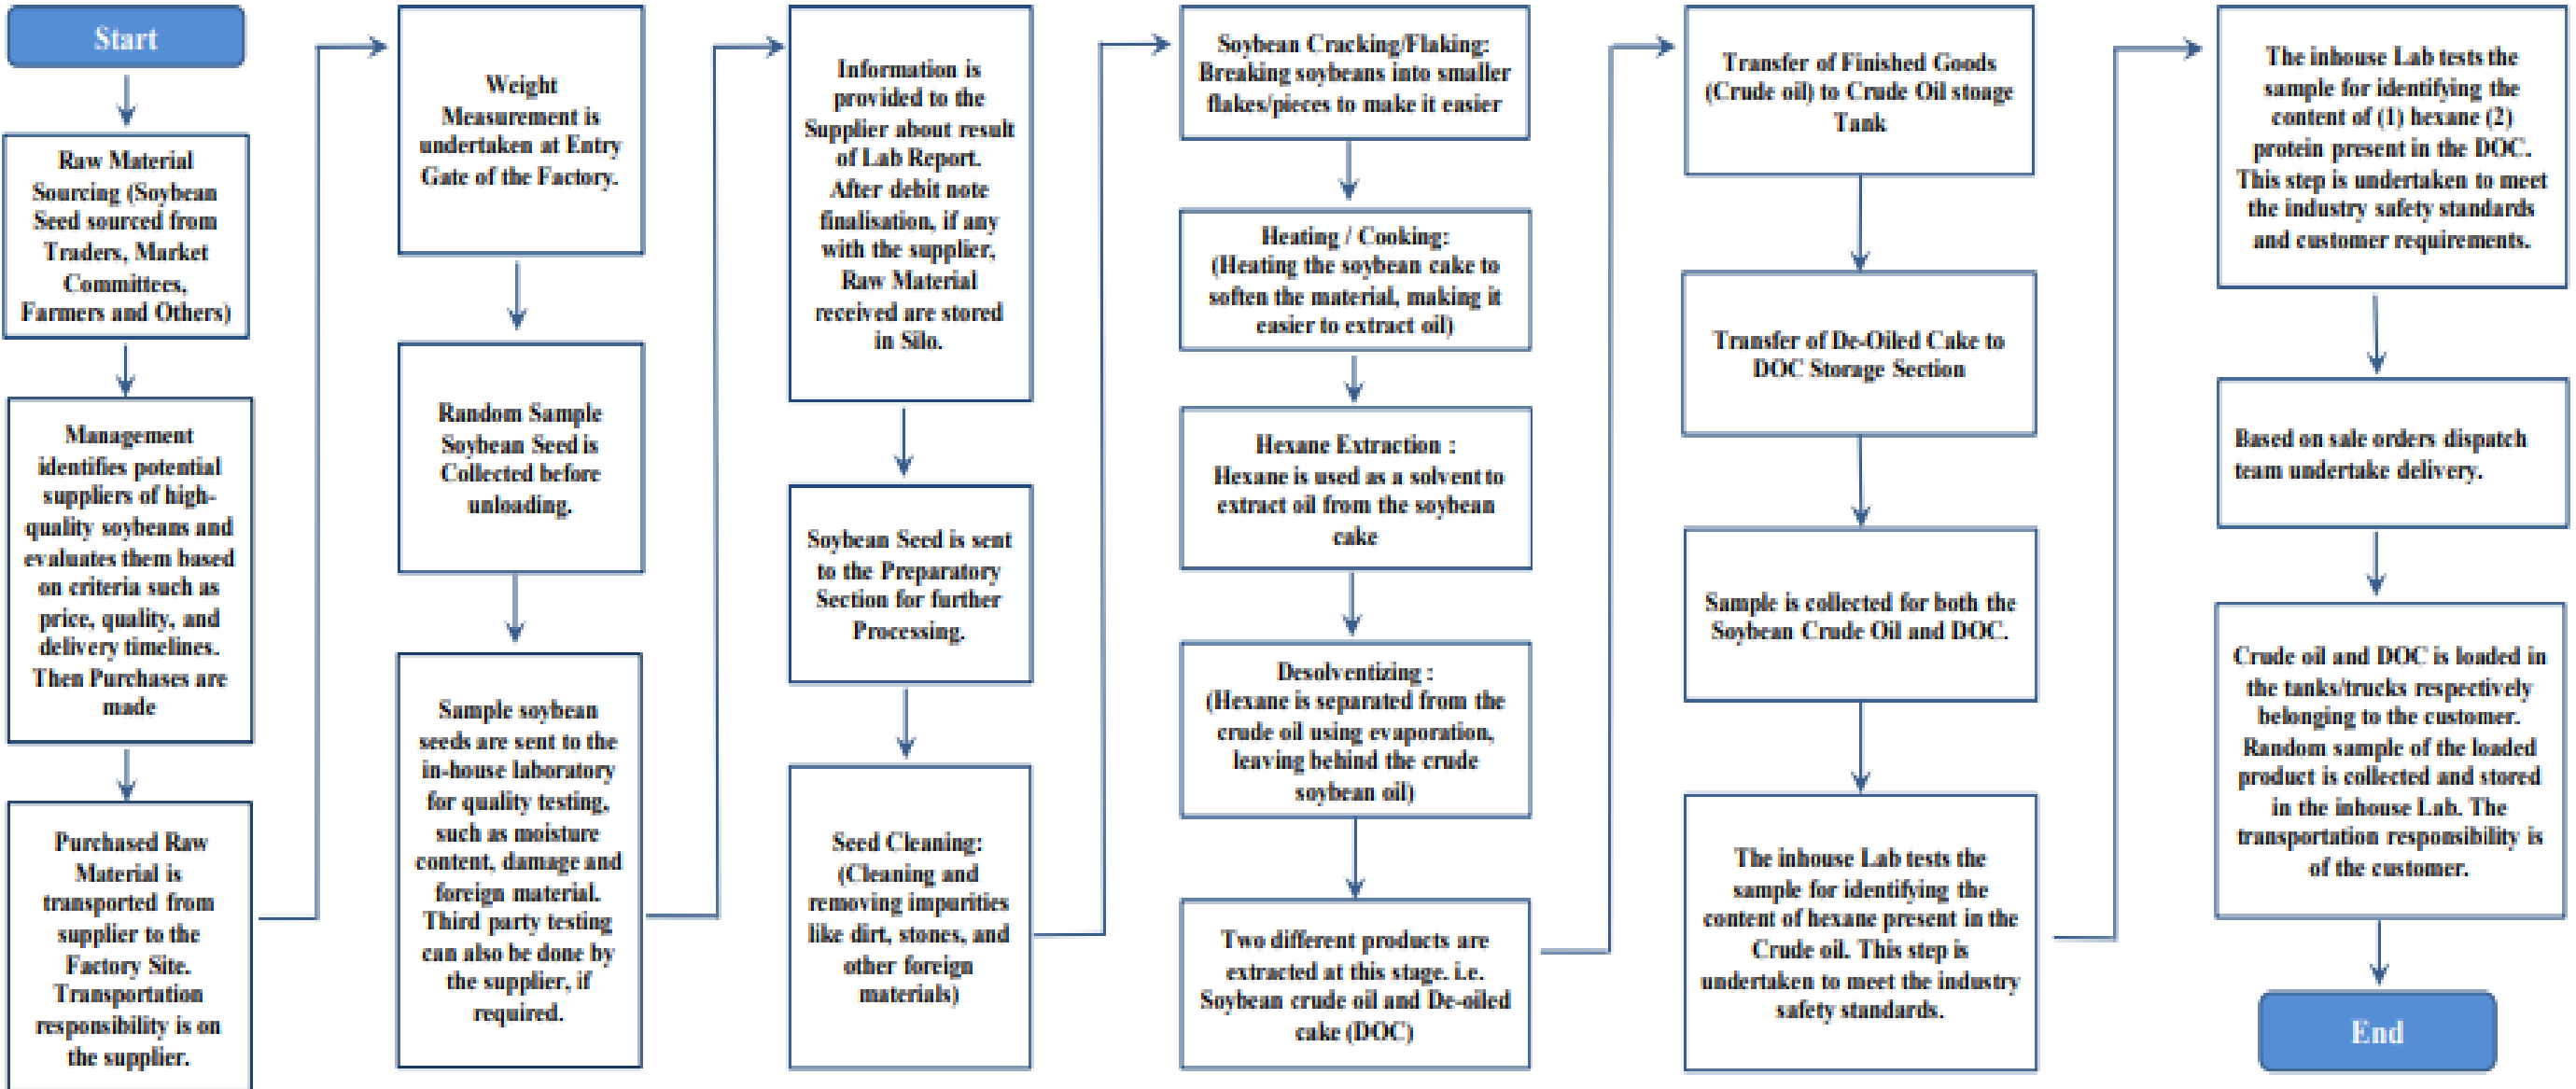 Start
Raw Material
Sourcing (Soybean
Seed sourced from
Traders, Market
Committees,
Farmers and Others)
Management
identifies potential
suppliers of high-
quality soybeans and
evaluates them based
on criteria such as
price, quality, and
delivery timelines.
Then Purchases are
made
Purchased Raw
Material is
transported from
supplier to the
Factory Site.
Transportation
responsibility is on
the supplier.
Weight
Measurement is
undertaken at Entry
Gate of the Factory.
Random Sample
Soybean Seed is
Collected before
unloading.
Sample soybean
seeds are sent to the
in-house laboratory
for quality testing,
such as moisture
content, damage and
foreign material.
Third party testing
can also be done by
the supplier, if
required.
Information is
provided to the
Supplier about result
of Lab Report.
After debit note
finalisation, if any
with the supplier,
Raw Material
received are stored
in Silo.
Soybean Seed is sent
to the Preparatory
Section for further
Processing.
Seed Cleaning:
(Cleaning and
removing impurities
like dirt, stones, and
other foreign
materials)
Soybean Cracking/Flaking:
Breaking soybeans into smaller
flakes/pieces to make it easier
Heating / Cooking:
(Heating the soybean cake to
soften the material, making it
easier to extract oil)
Hexane Extraction :
Hexane is used as a solvent to
extract oil from the soybean
cake
Desolventizing :
(Hexane is separated from the
crude oil using evaporation,
leaving behind the crude
soybean oil)
Two different products are
extracted at this stage. i.e.
Soybean crude oil and De-oiled
cake (DOC)
Transfer of Finished Goods
(Crude oil) to Crude Oil stoage
Tank
Transfer of De-Oiled Cake to
DOC Storage Section
Sample is collected for both the
Soybean Crude Oil and DOC.
The inhouse Lab tests the
sample for identifying the
content of hexane present in the
Crude oil. This step is
undertaken to meet the industry
safety standards.
The inhouse Lab tests the
sample for identifying the
content of (1) hexane (2)
protein present in the DOC.
This step is undertaken to meet
the industry safety standards
and customer requirements.
Based on sale orders dispatch
team undertake delivery.
Crude oil and DOC is loaded in
the tanks/trucks respectively
belonging to the customer.
Random sample of the loaded
product is collected and stored
in the inhouse Lab. The
transportation responsibility is
of the customer.
End